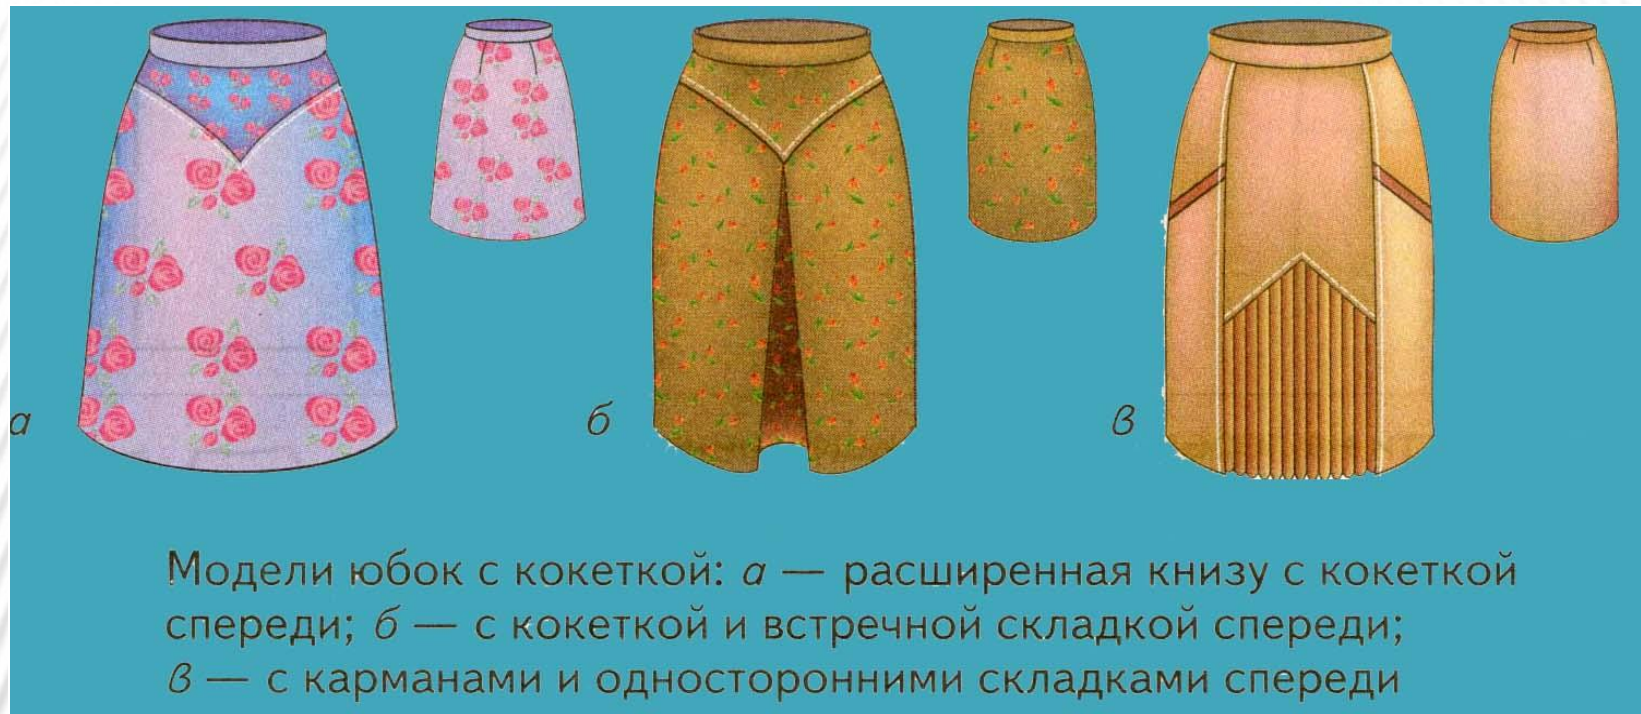 а
б
в
Модели юбок с кокеткой: а — расширенная книзу с кокеткой
спереди; б — с кокеткой и встречной складкой спереди;
в — с карманами и односторонними складками спереди